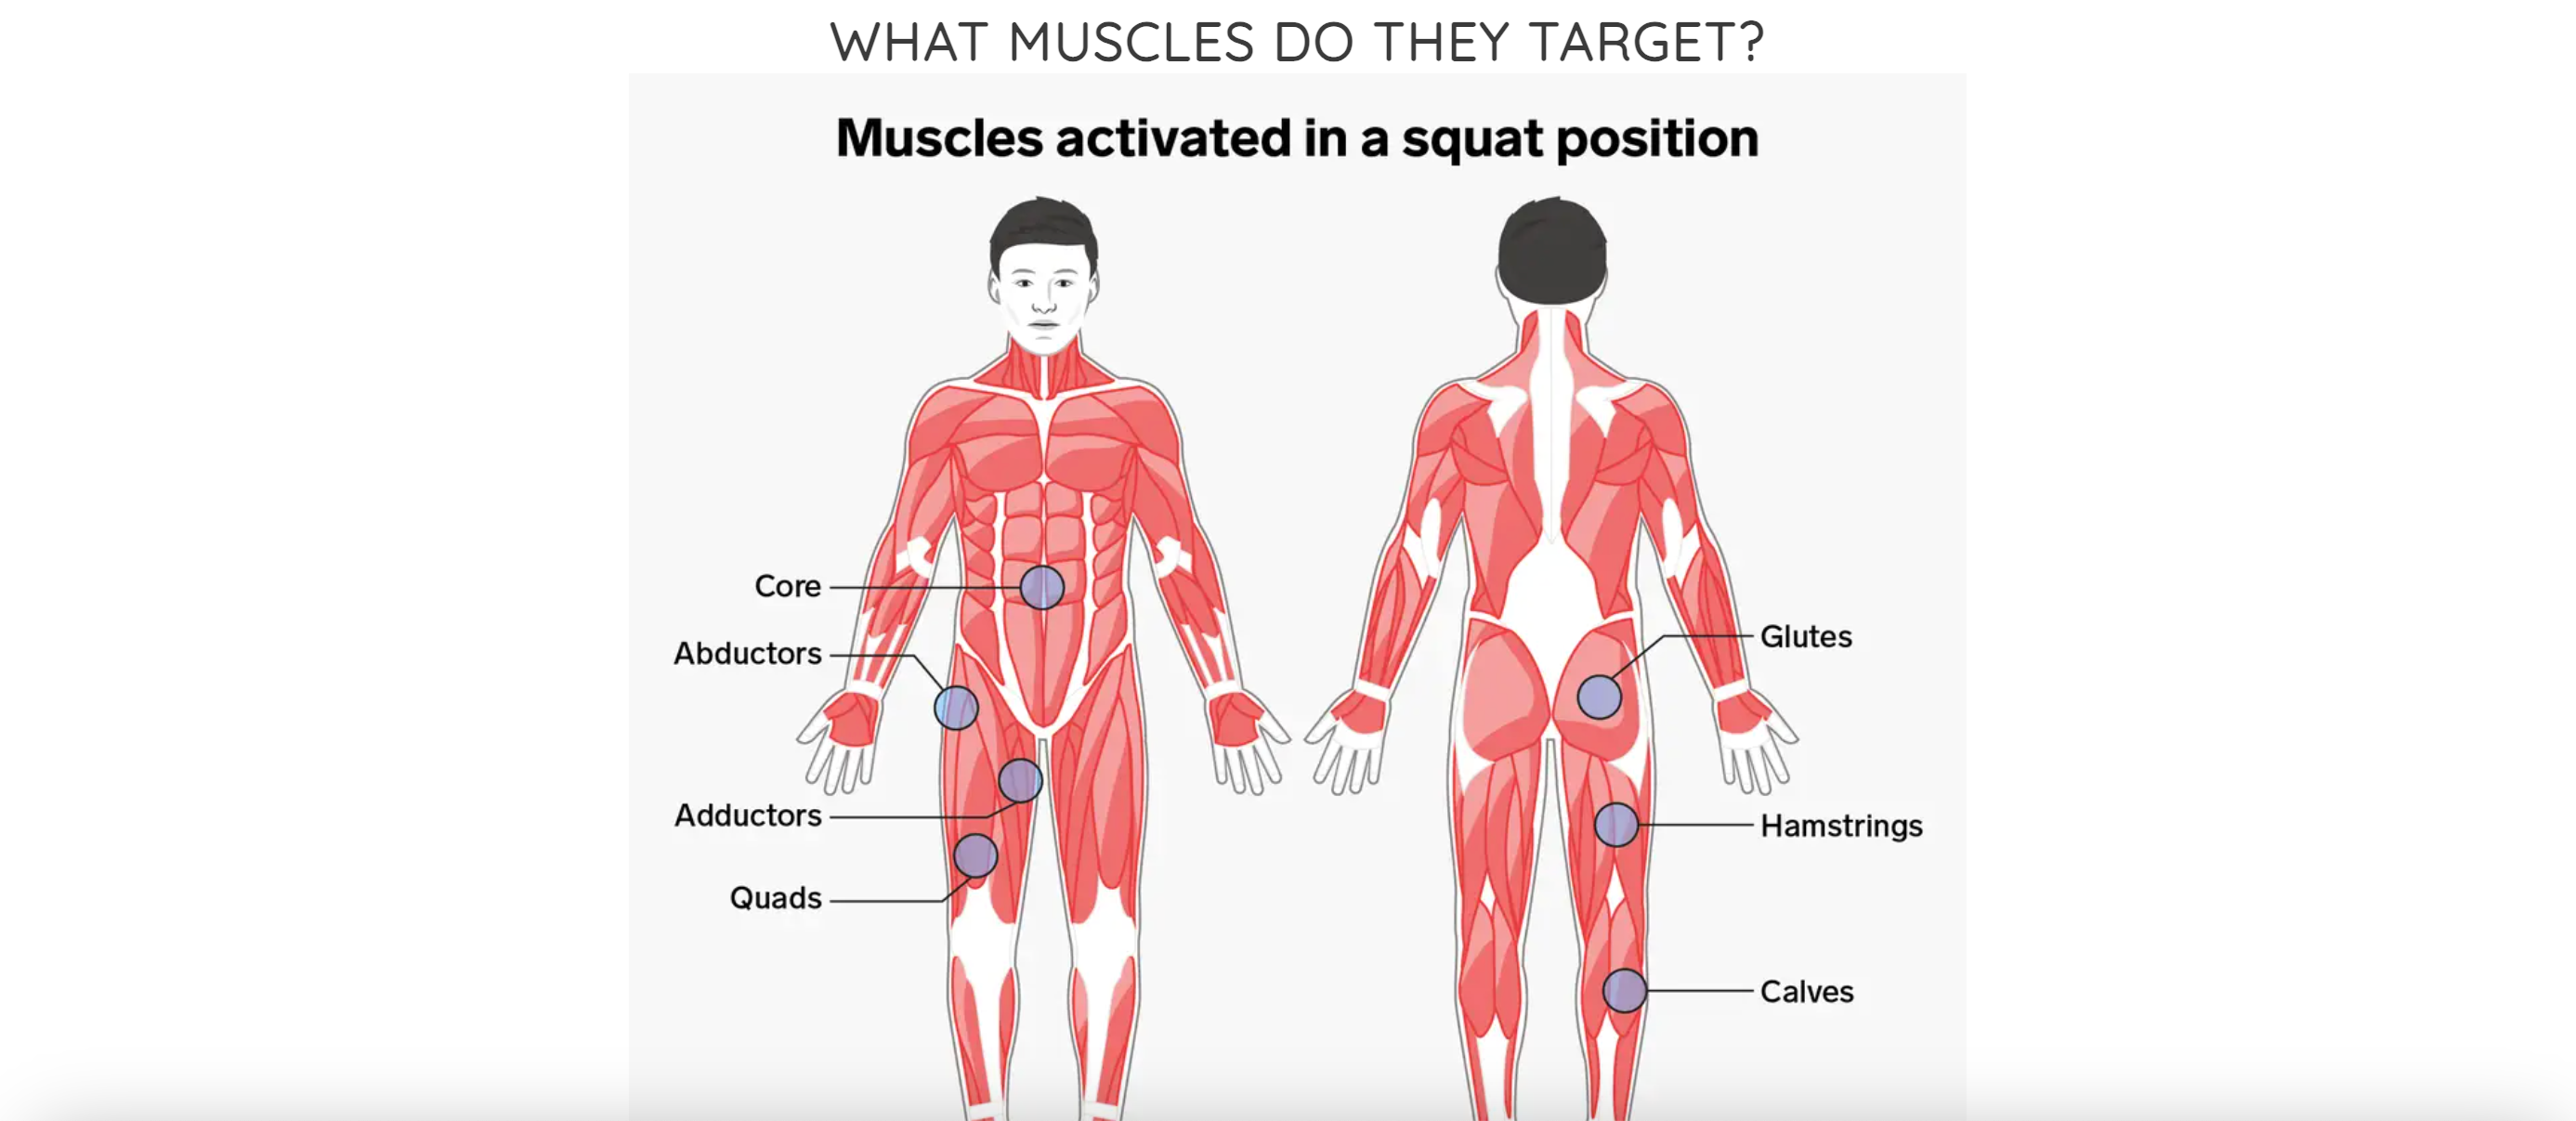 WHAT MUSCLES DO THEY TARGET?
Muscles activated in a squat position
Core
Abductors
Adductors
Quads
Glutes
Hamstrings
Calves